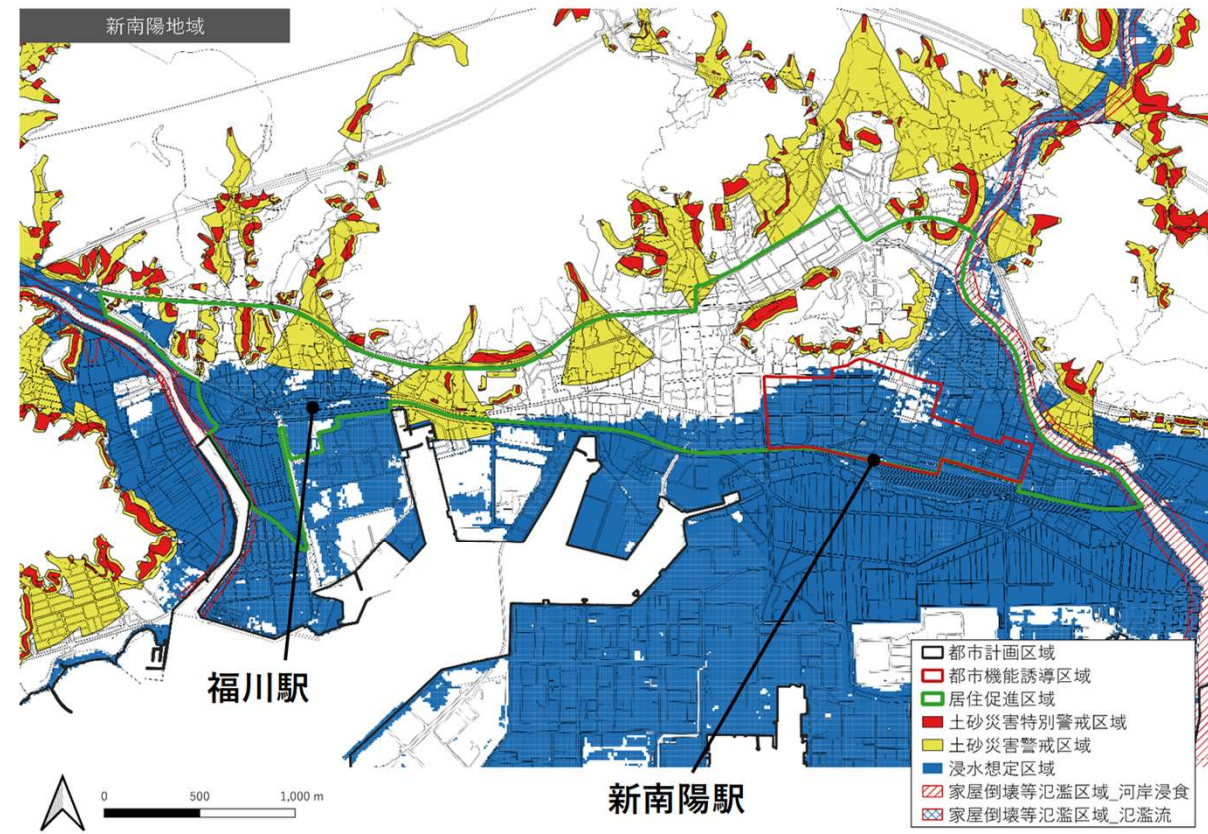 新南陽地域
福川駅
新南陽駅
都市計画区域
都市機能誘導区域
居住促進区域
土砂災害特別警戒区域
土砂災害警戒区域
浸水想定区域
家屋倒壊等氾濫区域_河岸浸食
家屋倒壊等氾濫区域_氾濫流
0 500 1,000 m